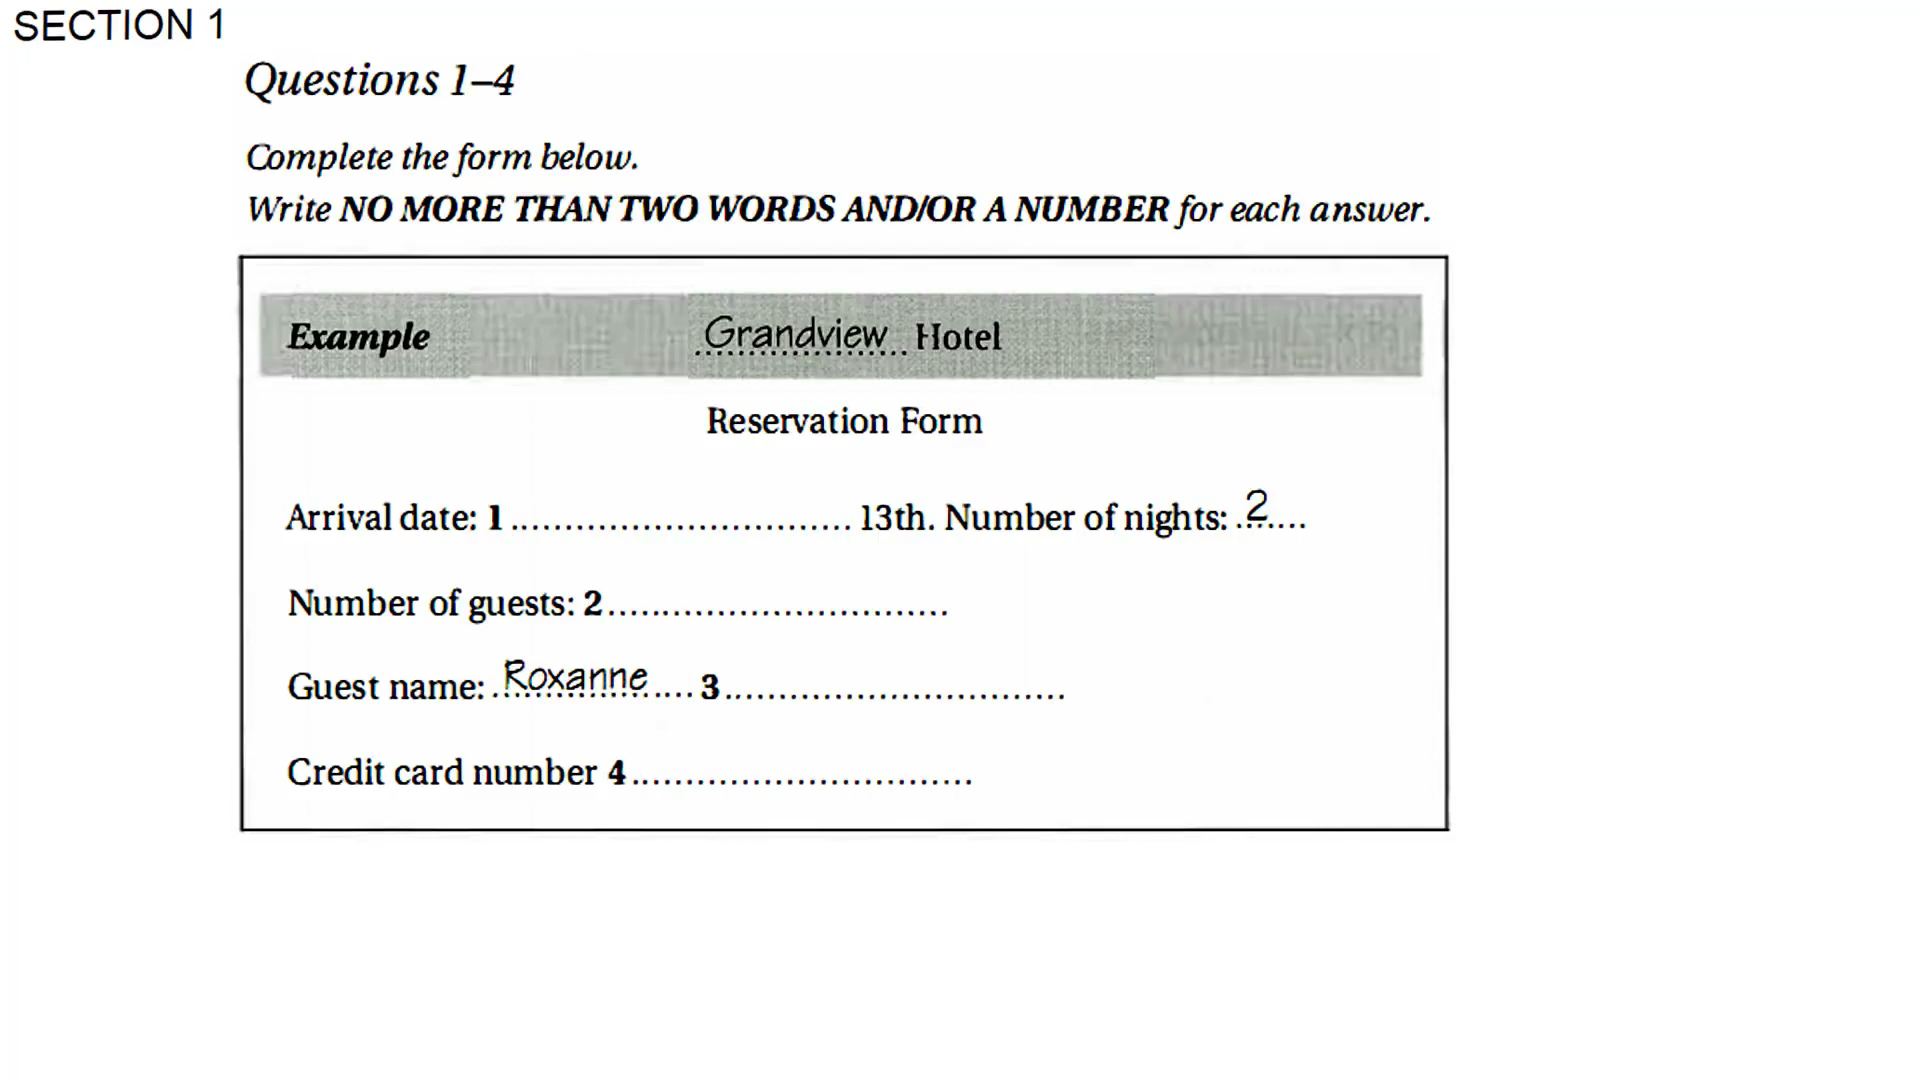 SECTION 1
Questions 1–4
Complete the form below.
Write NO MORE THAN TWO WORDS AND/OR A NUMBER for each answer.
Example Grandview Hotel
Reservation Form
Arrival date: 1 ................................ 13th. Number of nights: 2
Number of guests: 2 ................................
Guest name: Roxanne 3 ................................
Credit card number 4 ................................